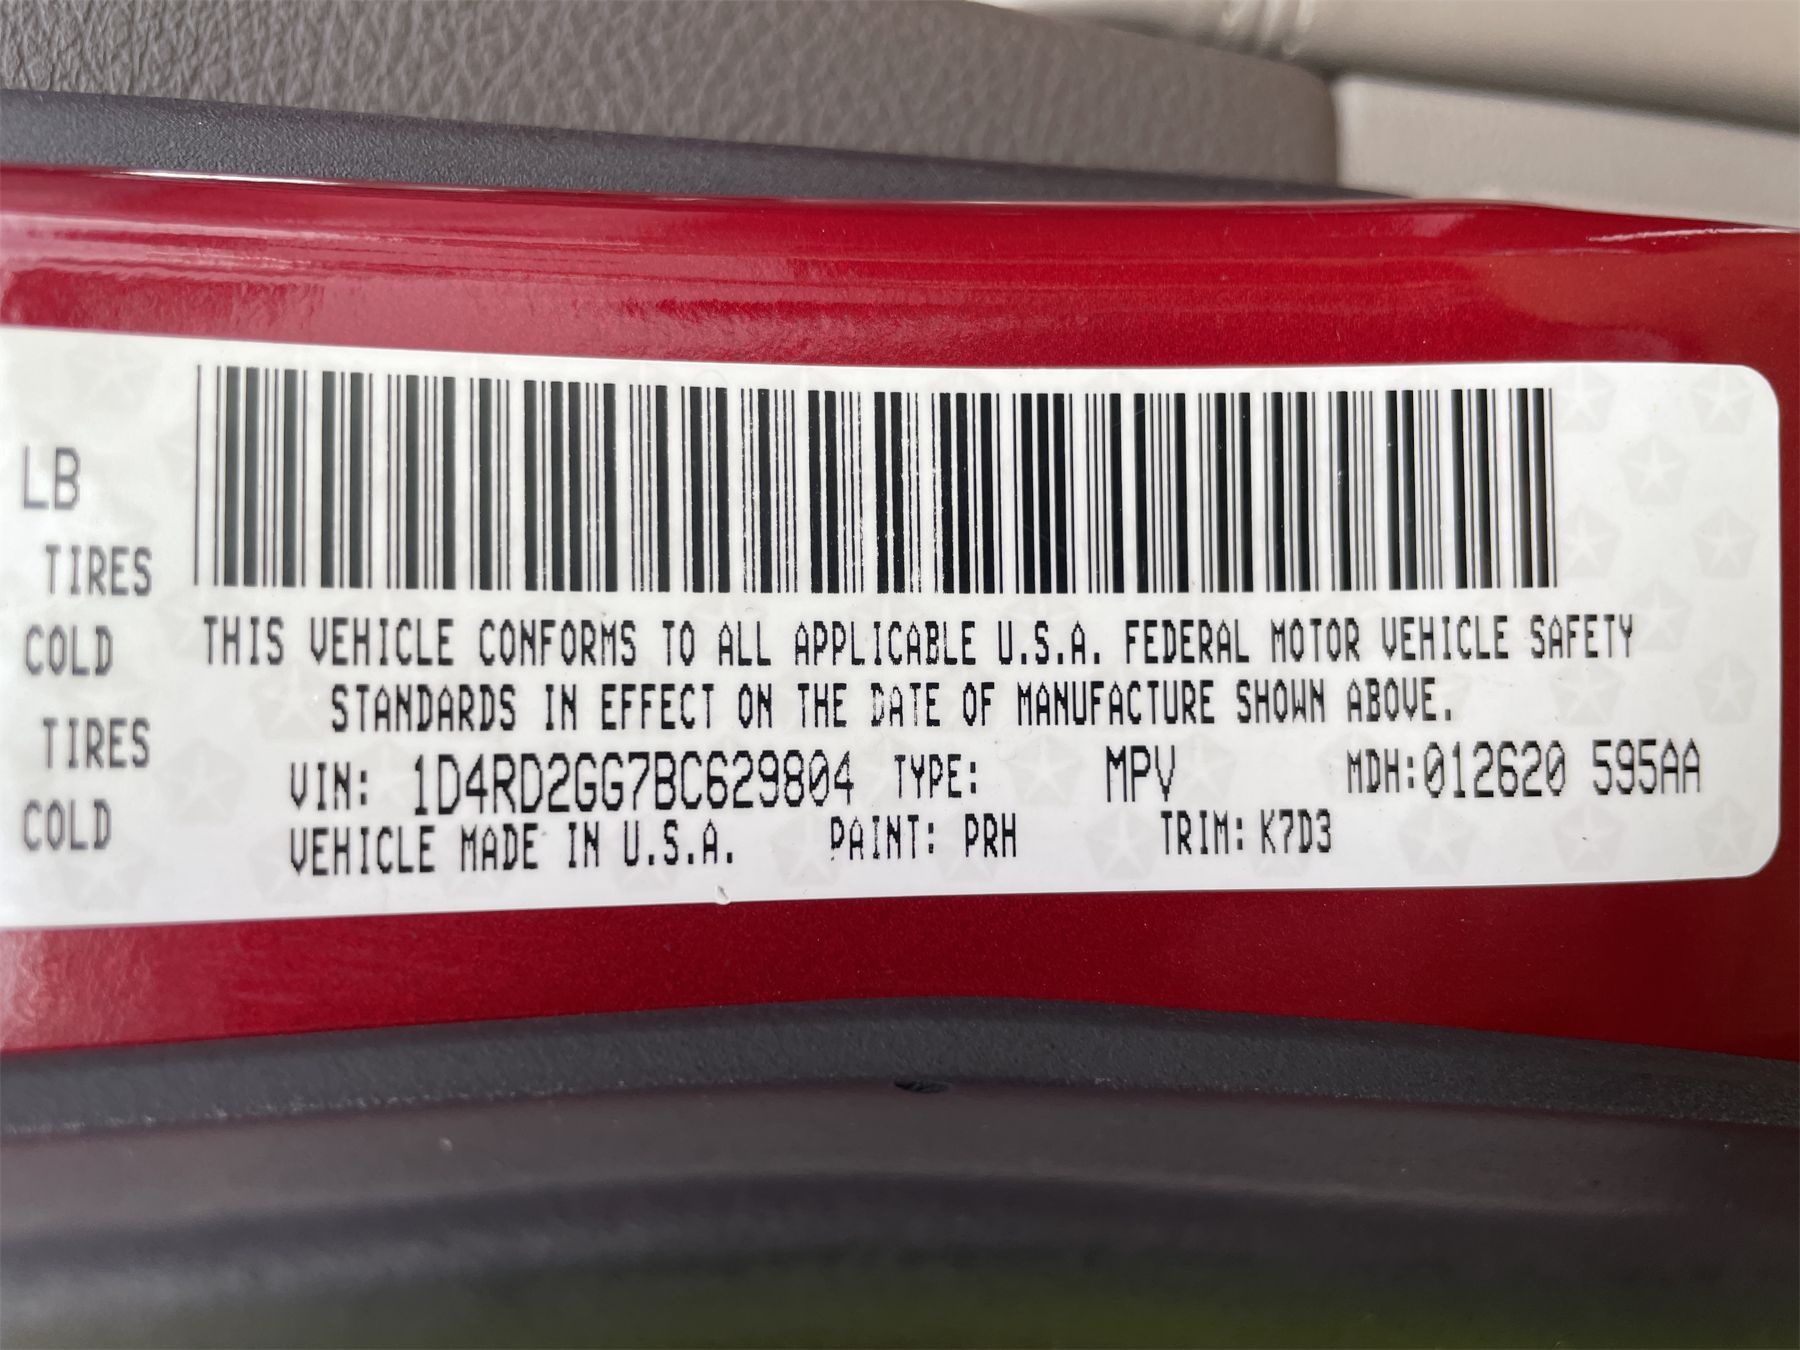 LB
TIRES
COLD
TIRES
COLD
THIS VEHICLE CONFORMS TO ALL APPLICABLE U.S.A. FEDERAL MOTOR VEHICLE SAFETY
STANDARDS IN EFFECT ON THE DATE OF MANUFACTURE SHOWN ABOVE.
VIN: 1D4RD2GG7BC629804 TYPE: MPV MDH:012620 595AA
VEHICLE MADE IN U.S.A. PAINT: PRH TRIM: K7D3